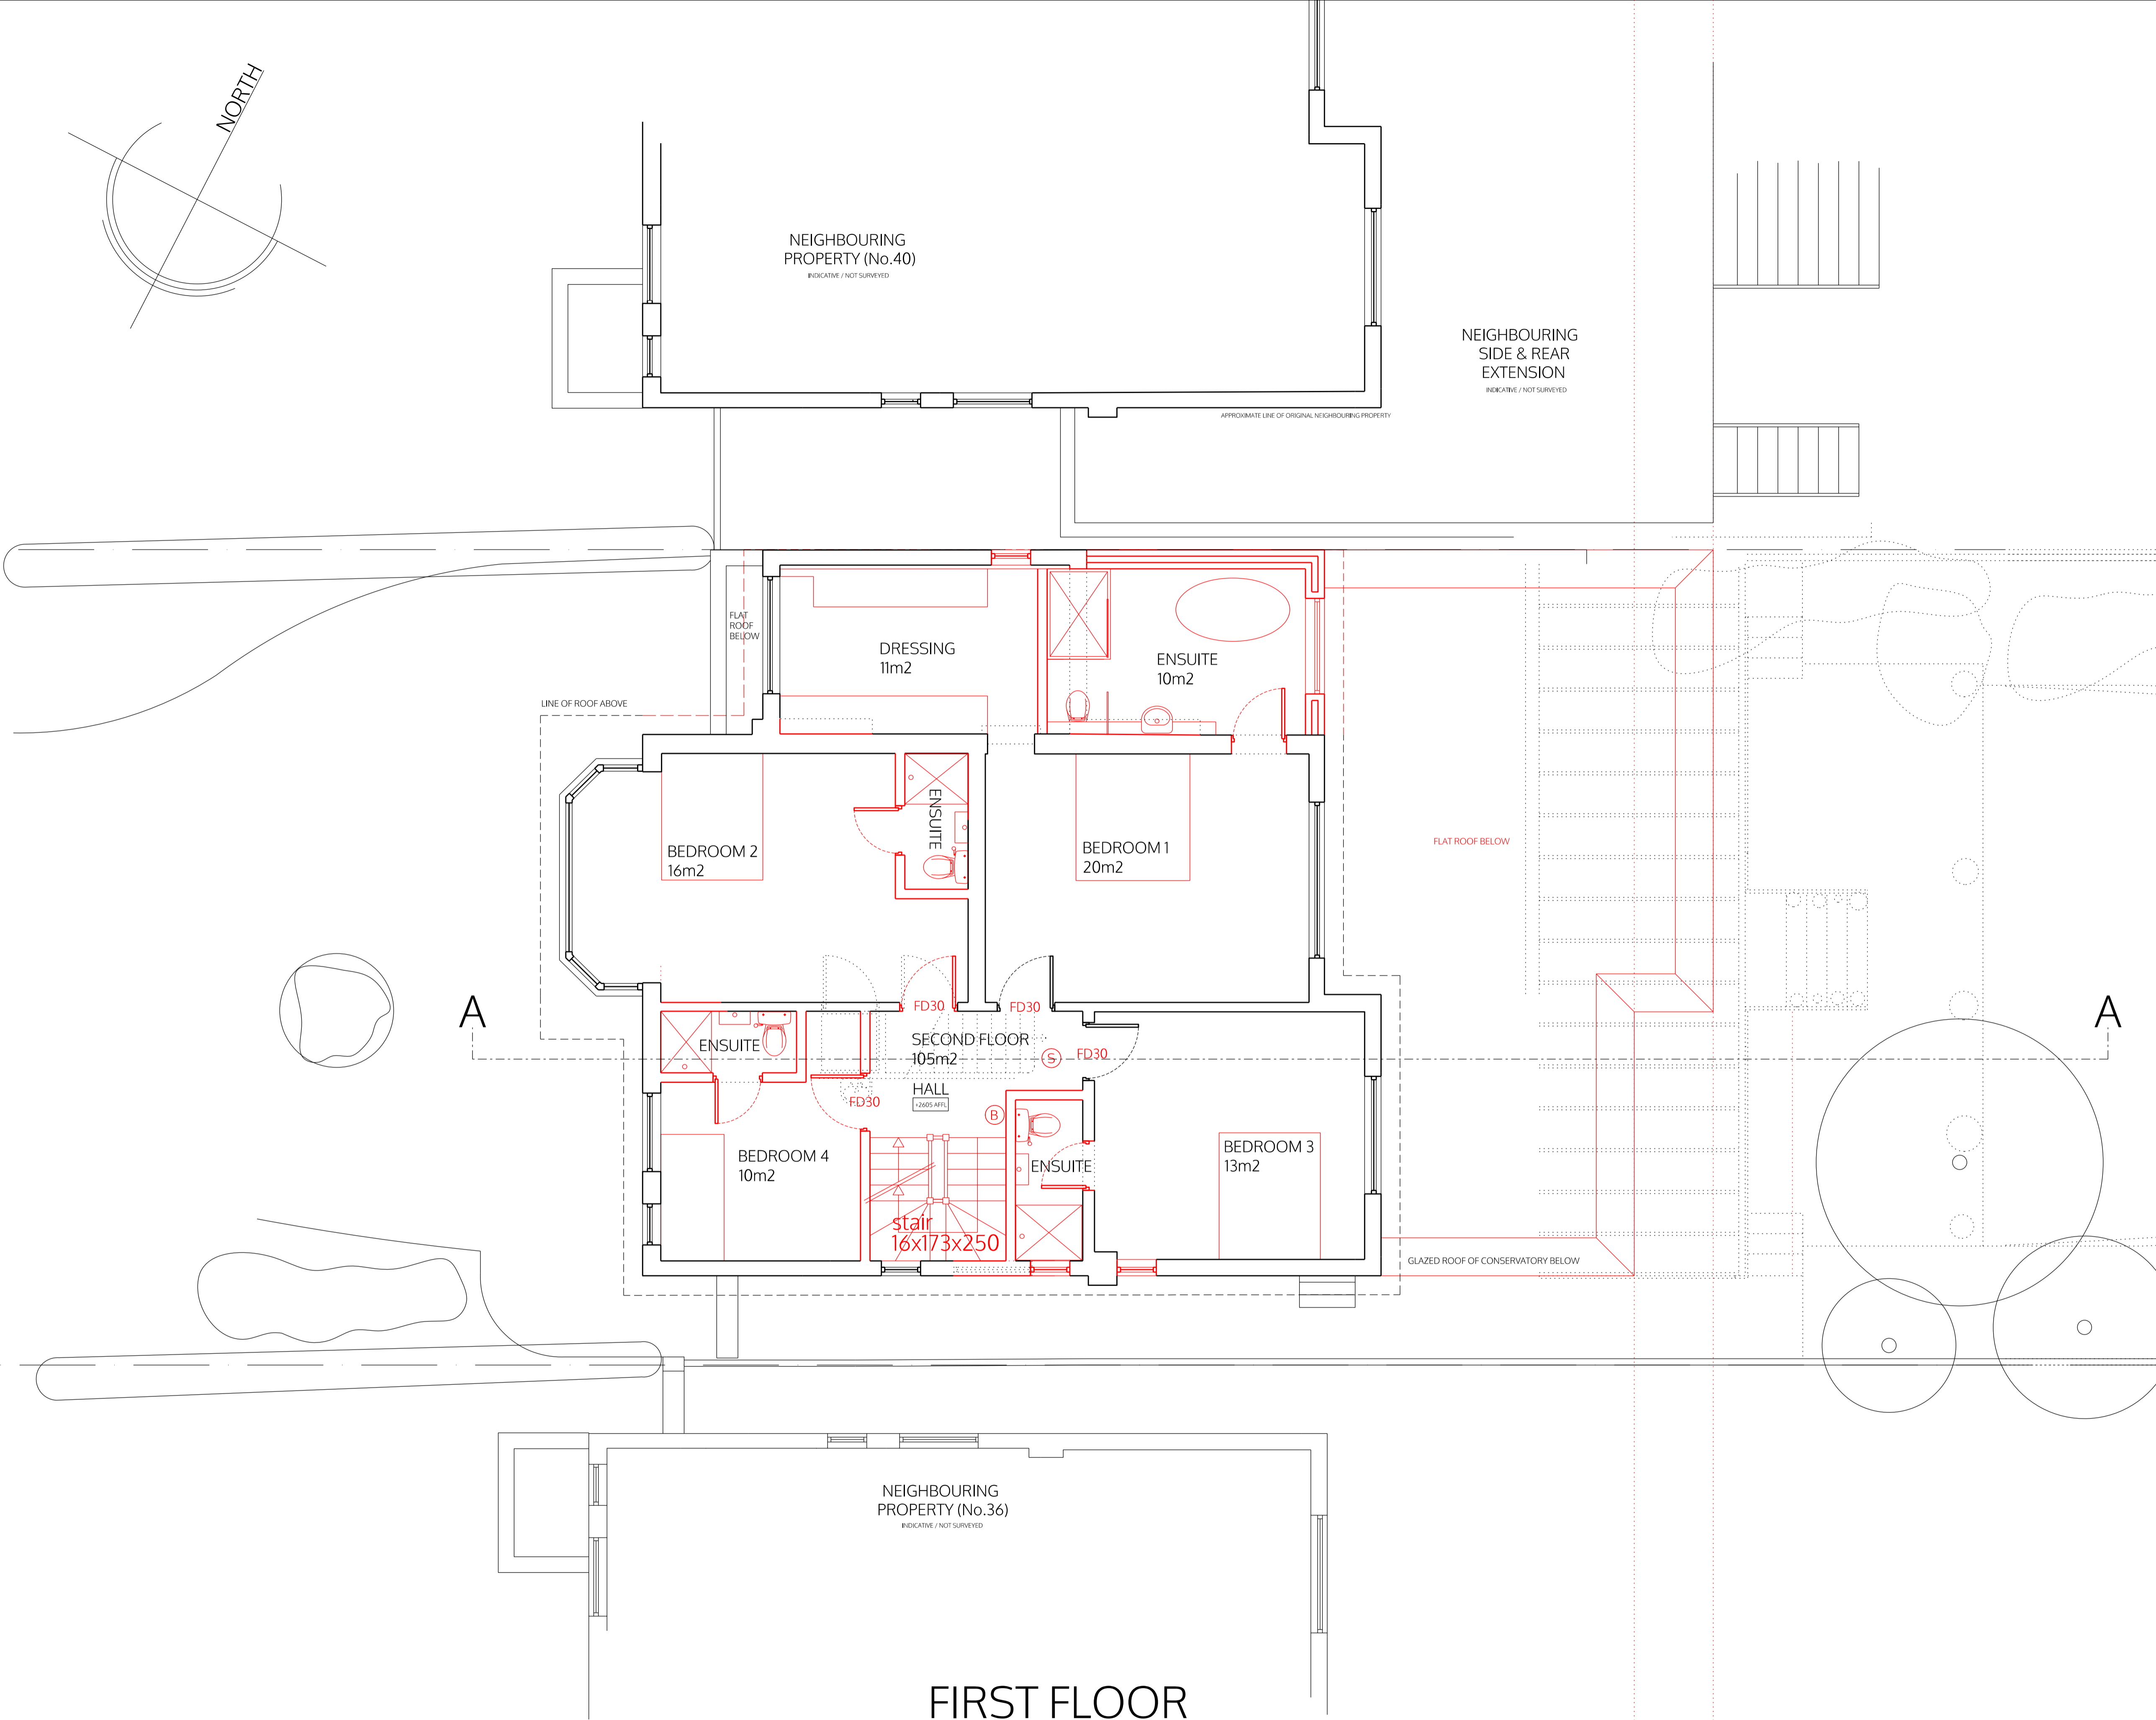 NORTH
NEIGHBOURING
PROPERTY (No.40)
INDICATIVE / NOT SURVEYED
NEIGHBOURING
SIDE & REAR
EXTENSION
INDICATIVE / NOT SURVEYED
APPROXIMATE LINE OF ORIGINAL NEIGHBOURING PROPERTY
FLAT
ROOF
BELOW
DRESSING
11m2
ENSUITE
10m2
LINE OF ROOF ABOVE
ENSUITE
BEDROOM 2
16m2
BEDROOM 1
20m2
FLAT ROOF BELOW
A
FD30
FD30
A
ENSUITE
SECOND FLOOR
105m2
S
FD30
HALL
+2605 AFFL
FD30
B
BEDROOM 4
10m2
ENSUITE
BEDROOM 3
13m2
stair
16x173x250
GLAZED ROOF OF CONSERVATORY BELOW
NEIGHBOURING
PROPERTY (No.36)
INDICATIVE / NOT SURVEYED
FIRST FLOOR